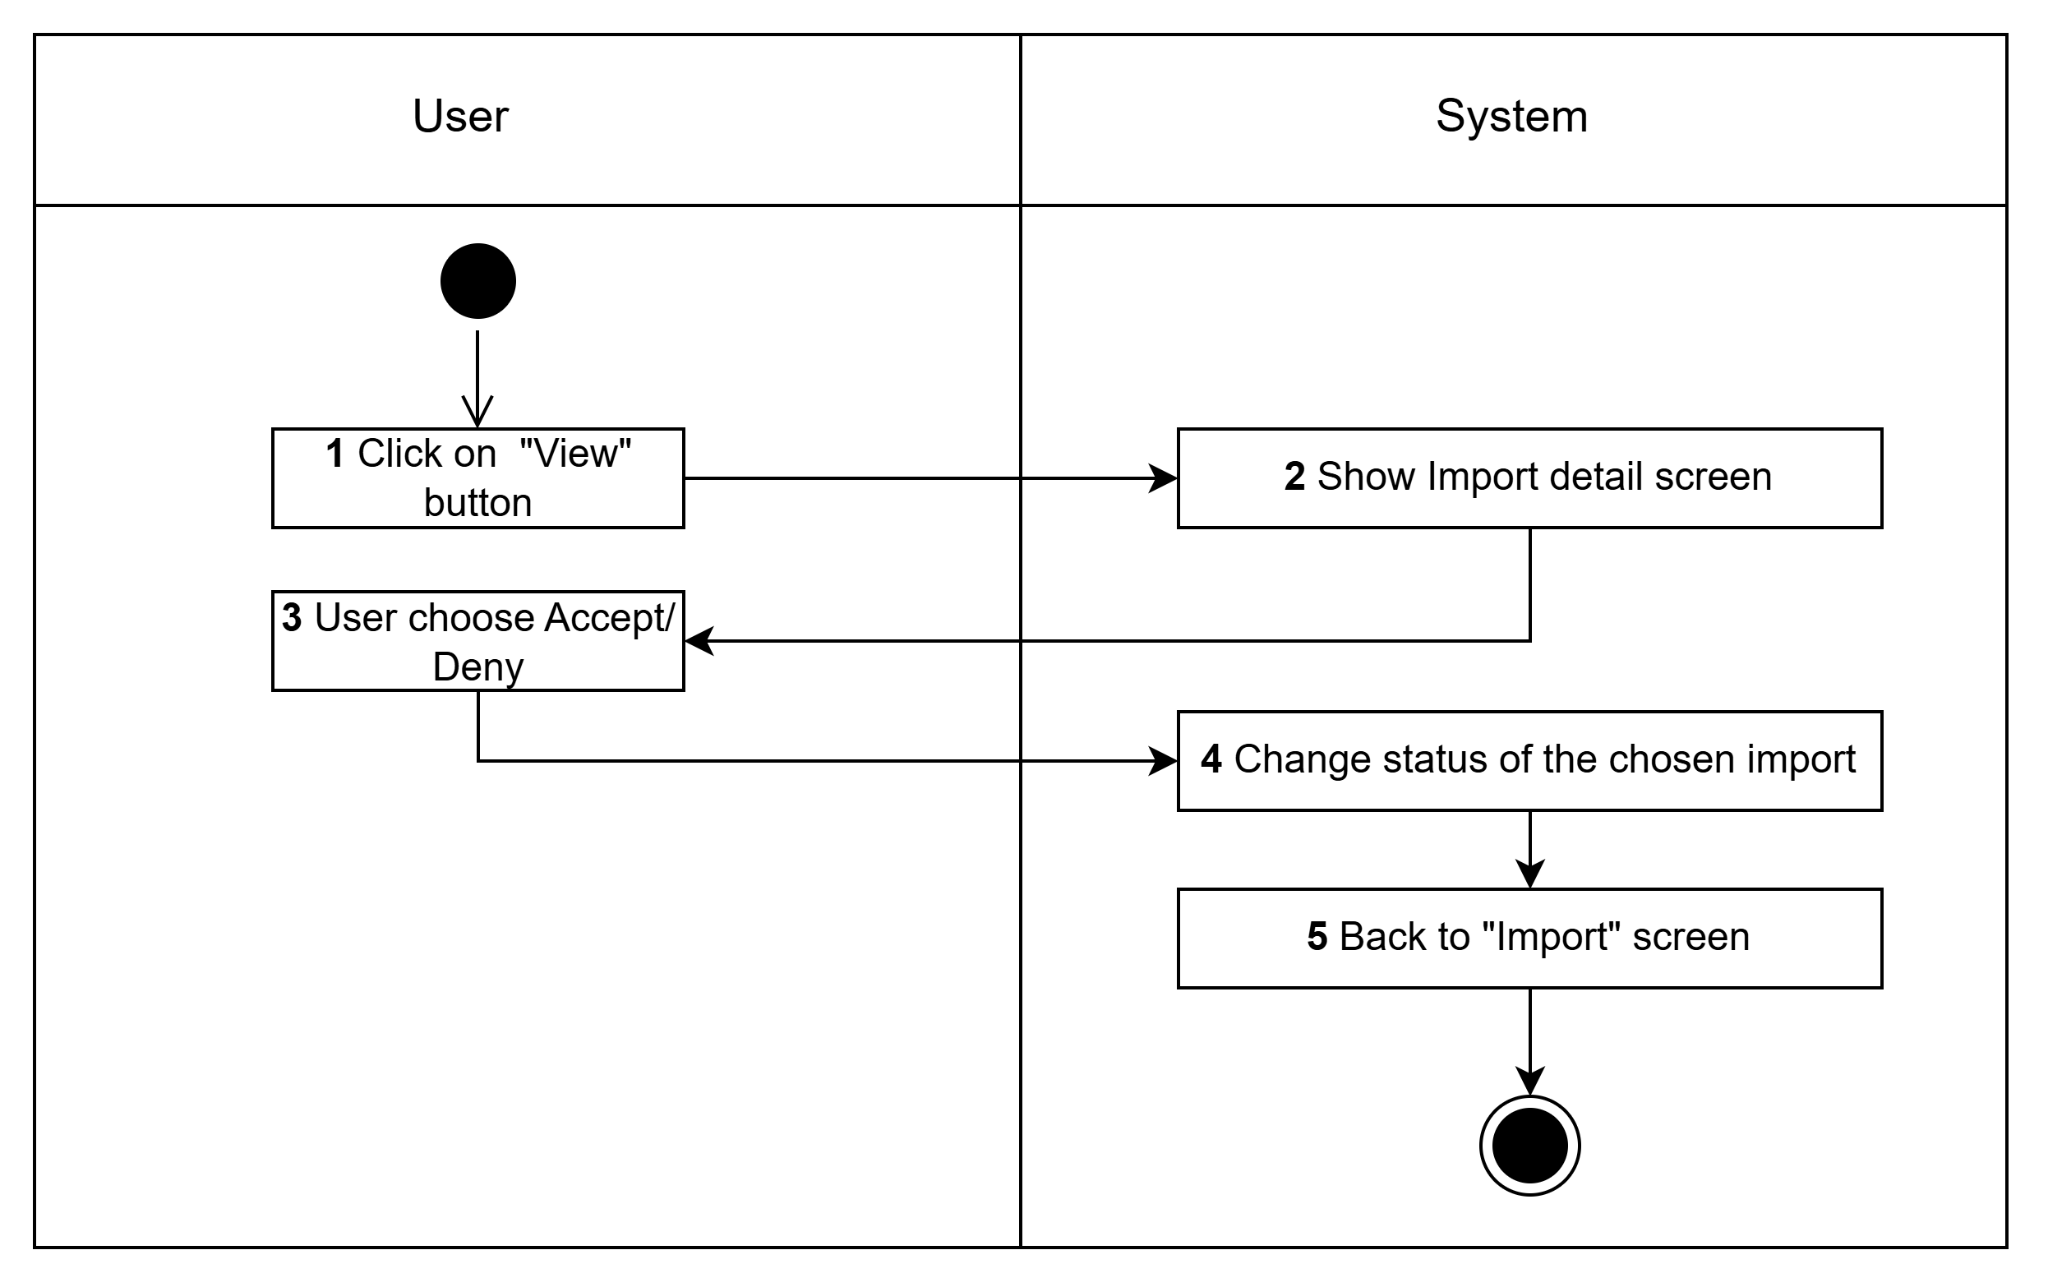 User
System
1 Click on "View"
button
2 Show Import detail screen
3 User choose Accept/
Deny
4 Change status of the chosen import
5 Back to "Import" screen